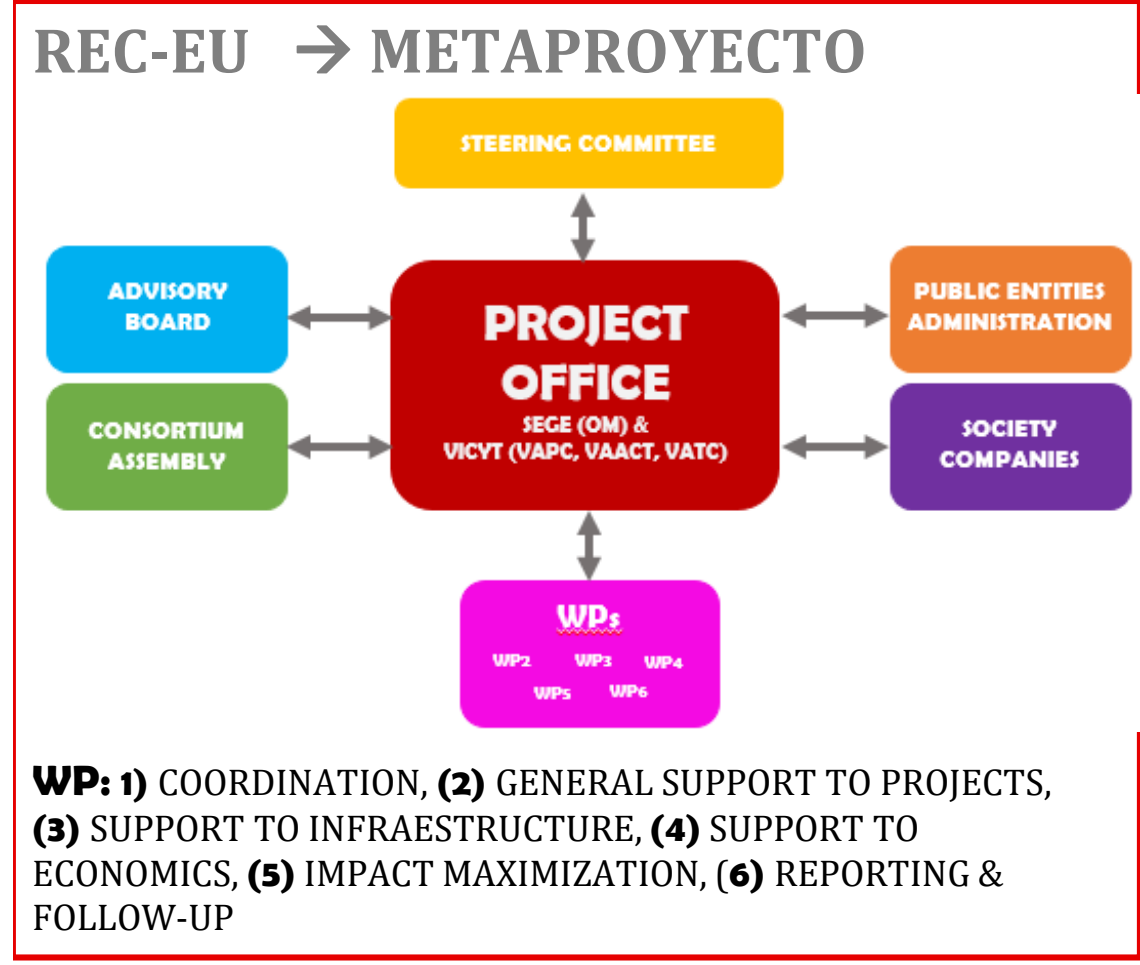 REC-EU → METAPROYECTO
STEERING COMMITTEE
ADVISORY
BOARD
PUBLIC ENTITIES
ADMINISTRATION
PROJECT
OFFICE
SEGE (OM) &
VICYT (VAPC, VAACT, VATC)
CONSORTIUM
ASSEMBLY
SOCIETY
COMPANIES
WPs
WP2 WP3 WP4
WP5 WP6
WP: 1) COORDINATION, (2) GENERAL SUPPORT TO PROJECTS,
(3) SUPPORT TO INFRAESTRUCTURE, (4) SUPPORT TO
ECONOMICS, (5) IMPACT MAXIMIZATION, (6) REPORTING &
FOLLOW-UP